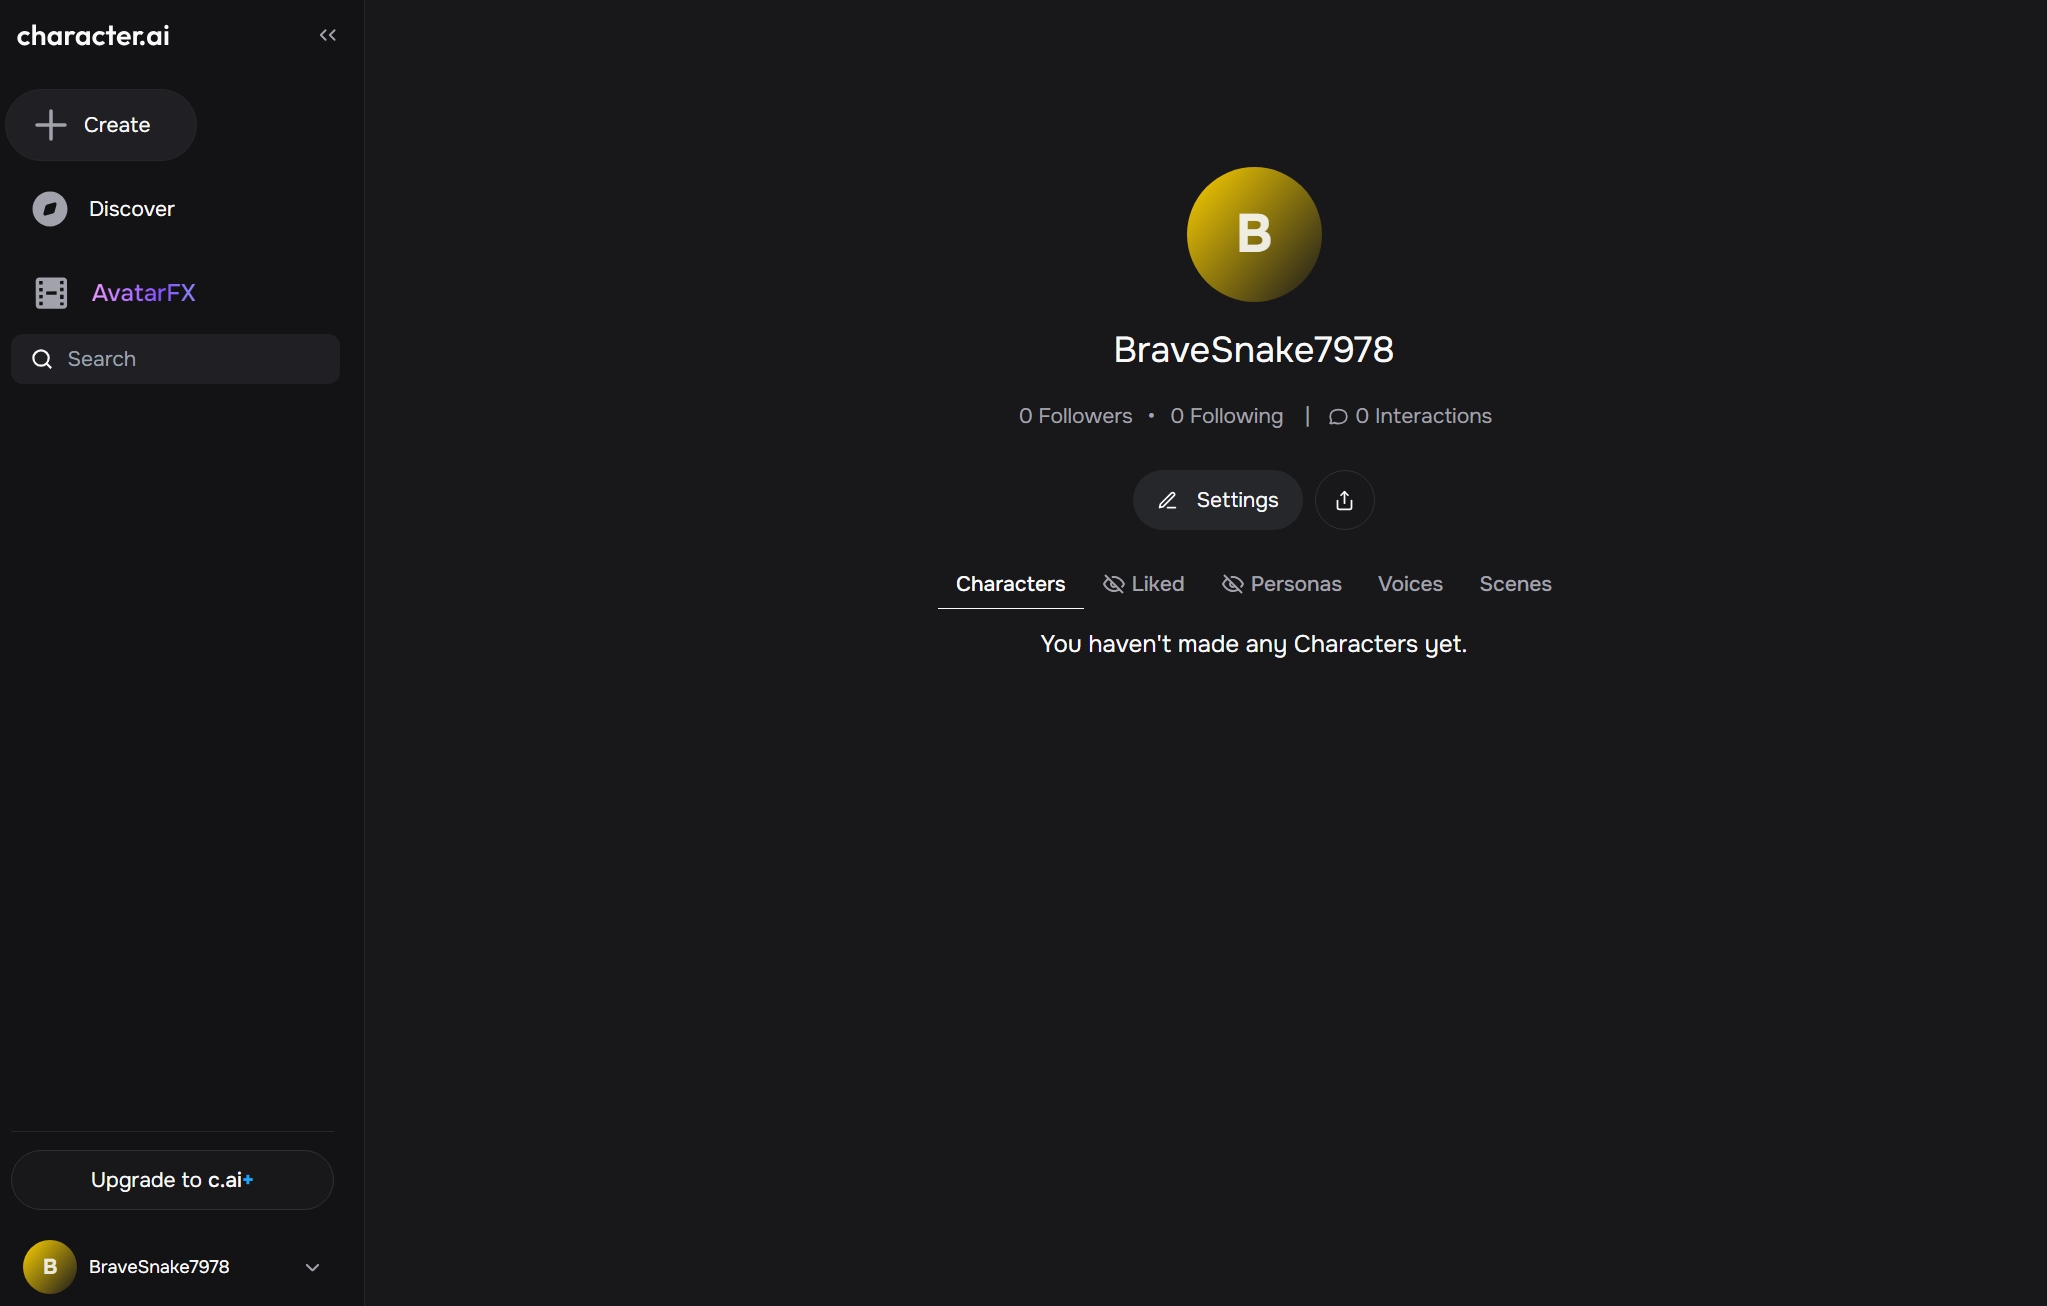 character.ai
Create
Discover
AvatarFX
Search
Upgrade to c.ai+
B BraveSnake7978
B
BraveSnake7978
0 Followers • 0 Following | 0 Interactions
Settings
Characters Liked Personas Voices Scenes
You haven't made any Characters yet.